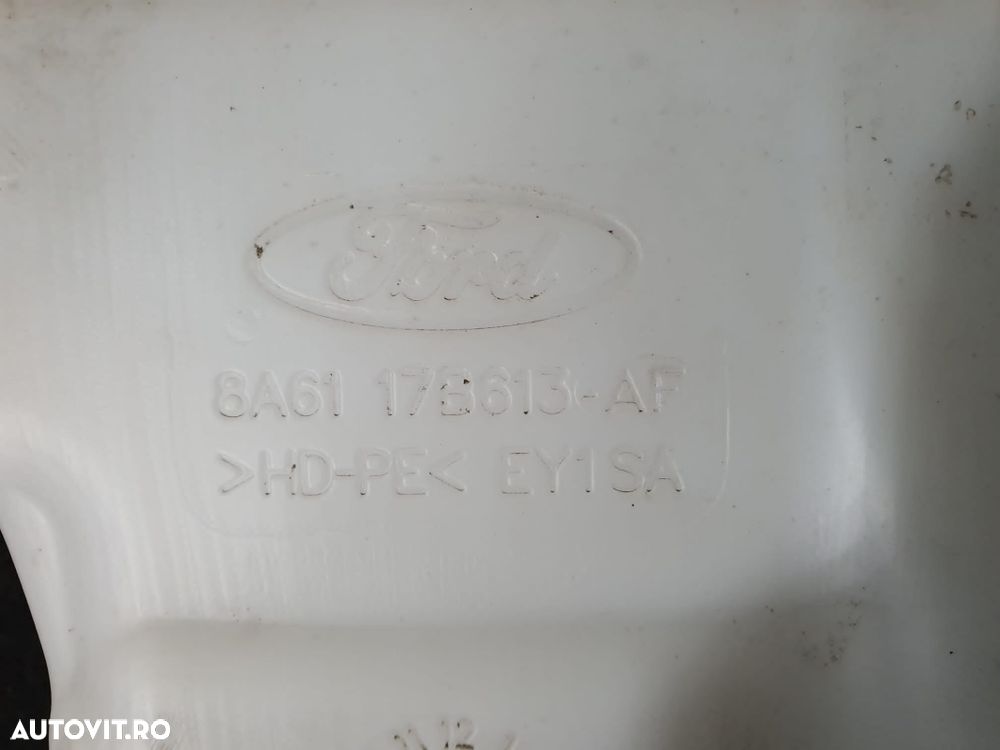 Ford
8A61 17B613-AF
>HD-PE< EY1SA
AUTOVIT.RO